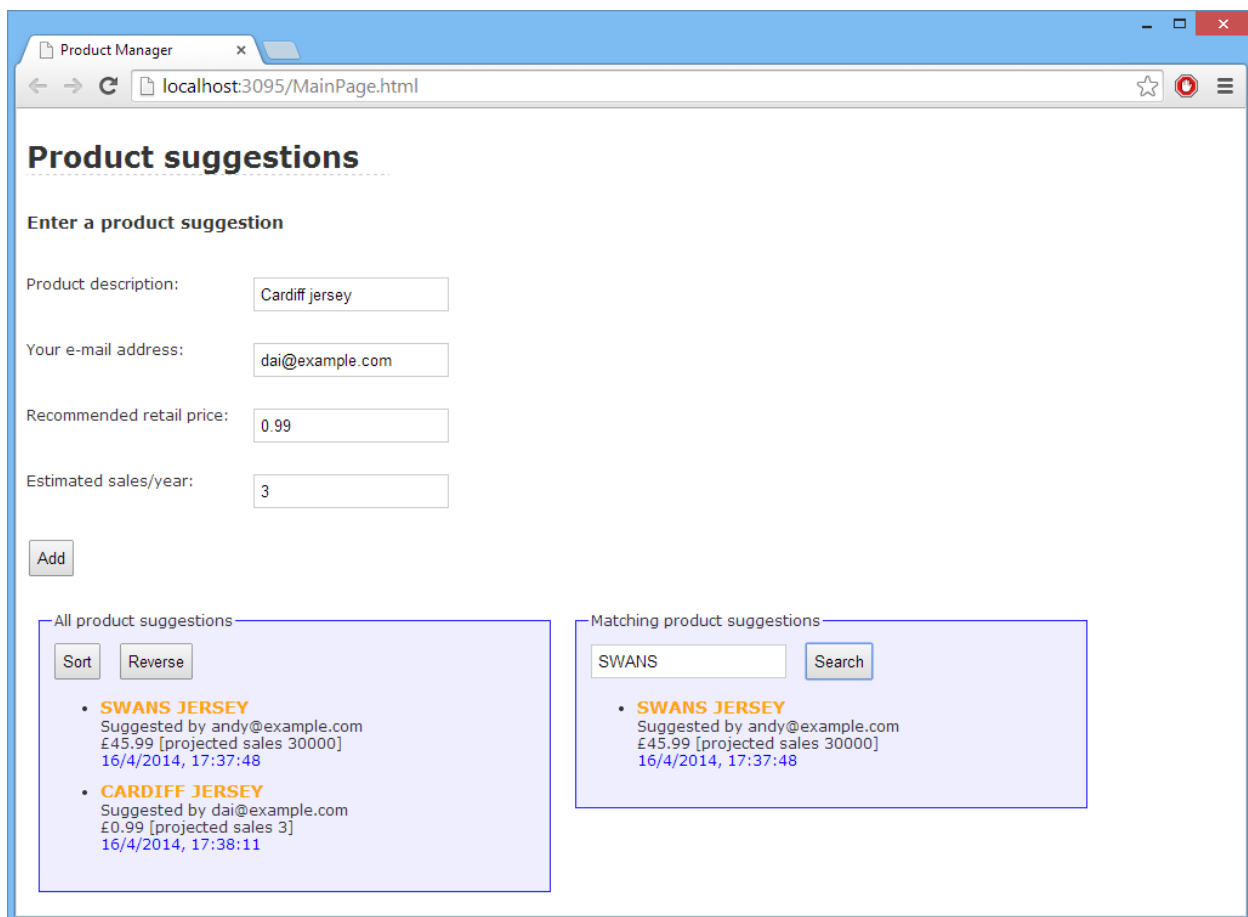 Product Manager
localhost:3095/MainPage.html
Product suggestions
Enter a product suggestion
Product description:
Cardiff jersey
Your e-mail address:
dai@example.com
Recommended retail price:
0.99
Estimated sales/year:
3
Add
All product suggestions
Sort Reverse
SWANS JERSEY
Suggested by andy@example.com
£45.99 [projected sales 30000]
16/4/2014, 17:37:48
CARDIFF JERSEY
Suggested by dai@example.com
£0.99 [projected sales 3]
16/4/2014, 17:38:11
Matching product suggestions
SWANS Search
SWANS JERSEY
Suggested by andy@example.com
£45.99 [projected sales 30000]
16/4/2014, 17:37:48